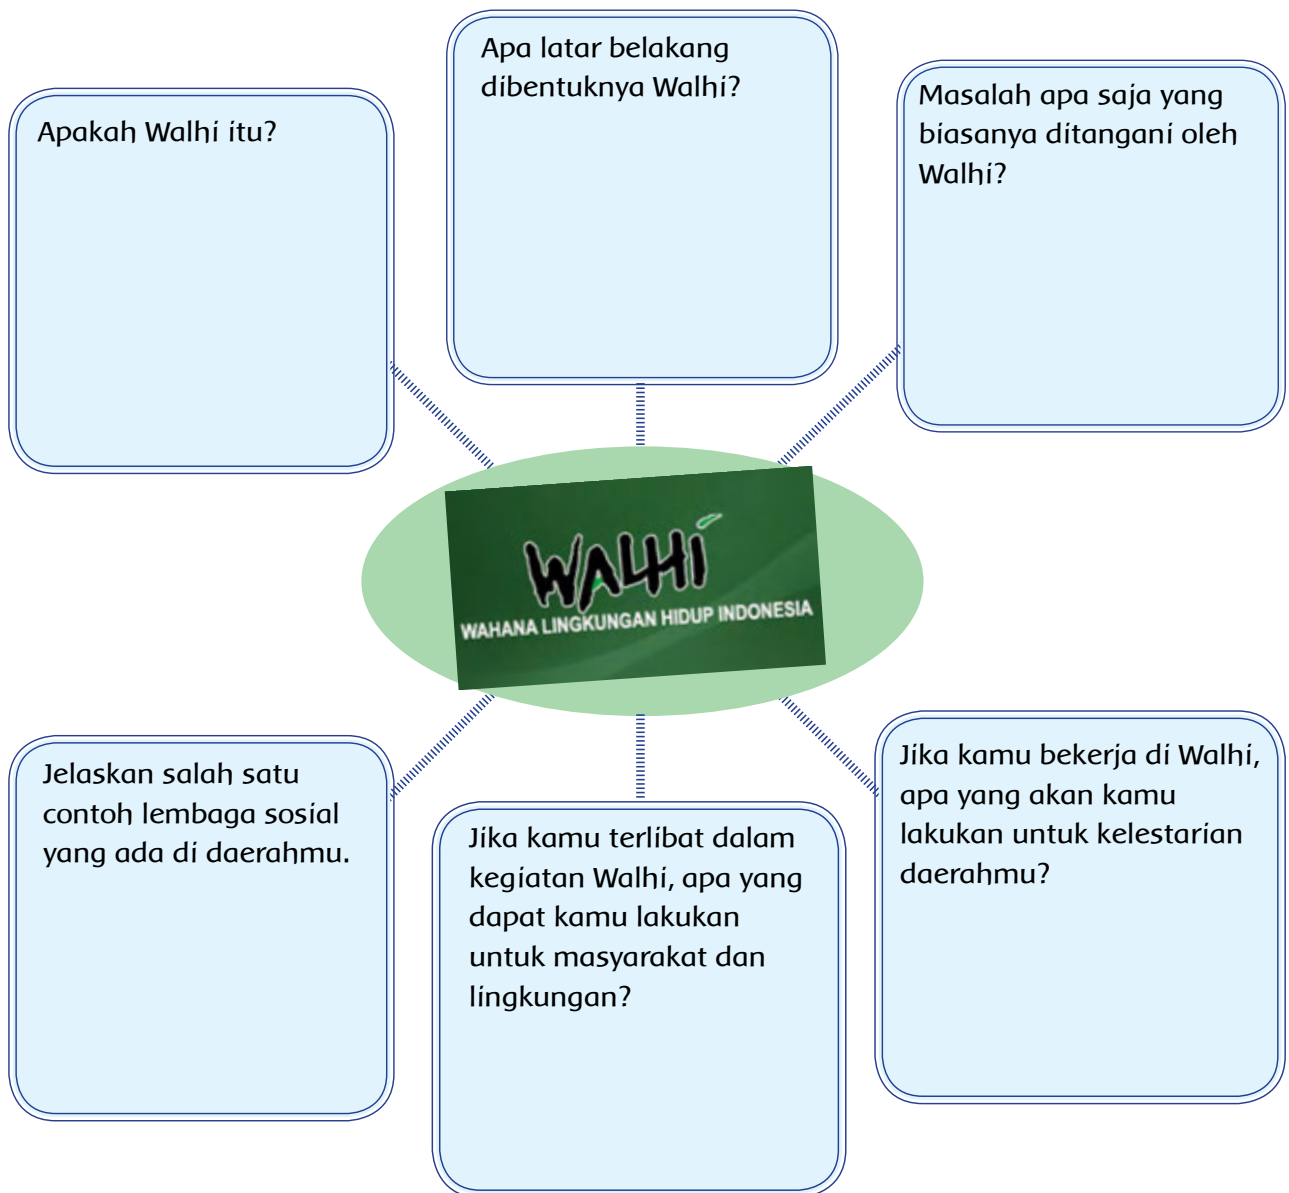 Apakah Walhi itu?
Apa latar belakang
dibentuknya Walhi?
Masalah apa saja yang
biasanya ditangani oleh
Walhi?
WALHI
WAHANA LINGKUNGAN HIDUP INDONESIA
Jelaskan salah satu
contoh lembaga sosial
yang ada di daerahmu.
Jika kamu terlibat dalam
kegiatan Walhi, apa yang
dapat kamu lakukan
untuk masyarakat dan
lingkungan?
Jika kamu bekerja di Walhi,
apa yang akan kamu
lakukan untuk kelestarian
daerahmu?